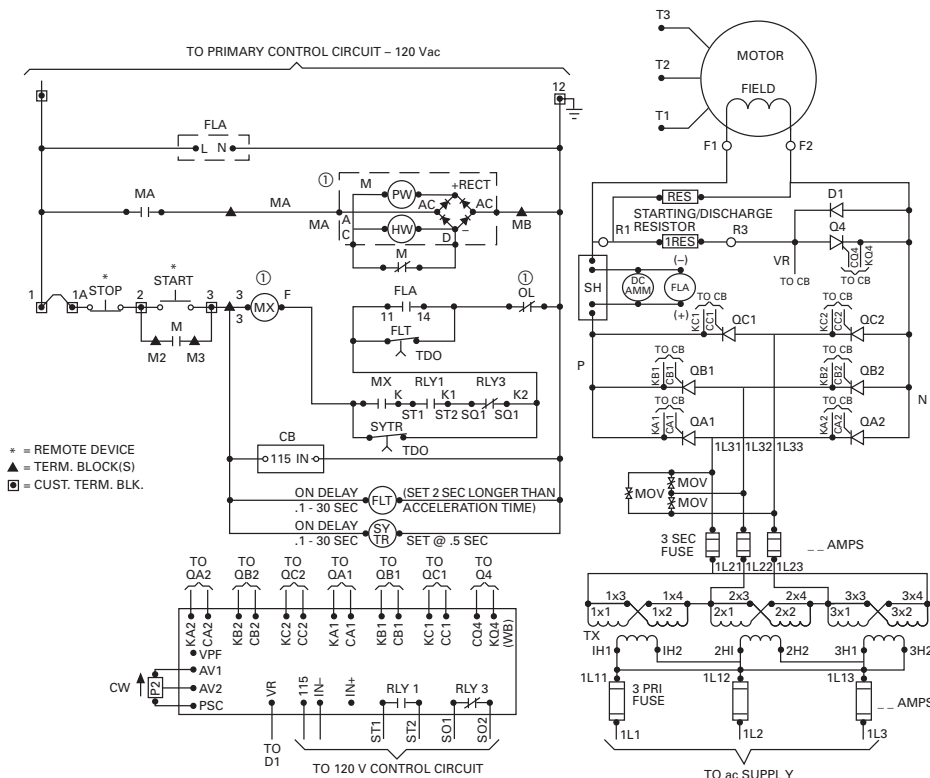 TO PRIMARY CONTROL CIRCUIT – 120 Vac
12
FLA
L N
MA
MA
MA
①
M
PW
+RECT
AC
AC
A
C
HW
D
–
MB
M
*
STOP
*
START
1
1A
2
3
3
3
①
MX
F
M
M2
M3
FLA
11
14
①
OL
FLT
TDO
MX
K
RLY1
K1
RLY3
K2
ST1
ST2
SQ1
SQ1
SYTR
TDO
CB
115 IN
* = REMOTE DEVICE
▲ = TERM. BLOCK(S)
▣ = CUST. TERM. BLK.
ON DELAY
.1 - 30 SEC
FLT
(SET 2 SEC LONGER THAN
ACCELERATION TIME)
ON DELAY
.1 - 30 SEC
SY
TR
SET @ .5 SEC
TO
QA2
TO
QB2
TO
QC2
TO
QA1
TO
QB1
TO
QC1
TO
Q4
KA2
CA2
KB2
CB2
KC2
CC2
KA1
CA1
KB1
CB1
KC1
CC1
CQ4
KQ4
(WB)
VPF
AV1
AV2
PSC
CW
P2
VR
115
IN–
IN+
RLY 1
RLY 3
ST1
ST2
SO1
SO2
TO
D1
TO 120 V CONTROL CIRCUIT
T3
T2
T1
MOTOR
FIELD
F1
F2
RES
STARTING/DISCHARGE
RESISTOR
R1
1RES
R3
D1
Q4
VR
TO CB
CQ4
KQ4
TO CB
SH
DC
AMM
(–)
FLA
(+)
TO CB
KC1
CC1
QC1
TO CB
KC2
CC2
QC2
P
TO CB
KB1
CB1
QB1
TO CB
KB2
CB2
QB2
N
TO CB
KA1
CA1
QA1
TO CB
KA2
CA2
QA2
1L31
1L32
1L33
MOV
MOV
MOV
3 SEC
FUSE
_ _ AMPS
1L21
1L22
1L23
1x3
1x4
2x3
2x4
3x3
3x4
1x1
1x2
2x1
2x2
3x1
3x2
TX
IH1
IH2
2HI
2H2
3H1
3H2
1L11
3 PRI
FUSE
1L12
1L13
_ _ AMPS
1L1
1L2
1L3
TO ac SUPPLY